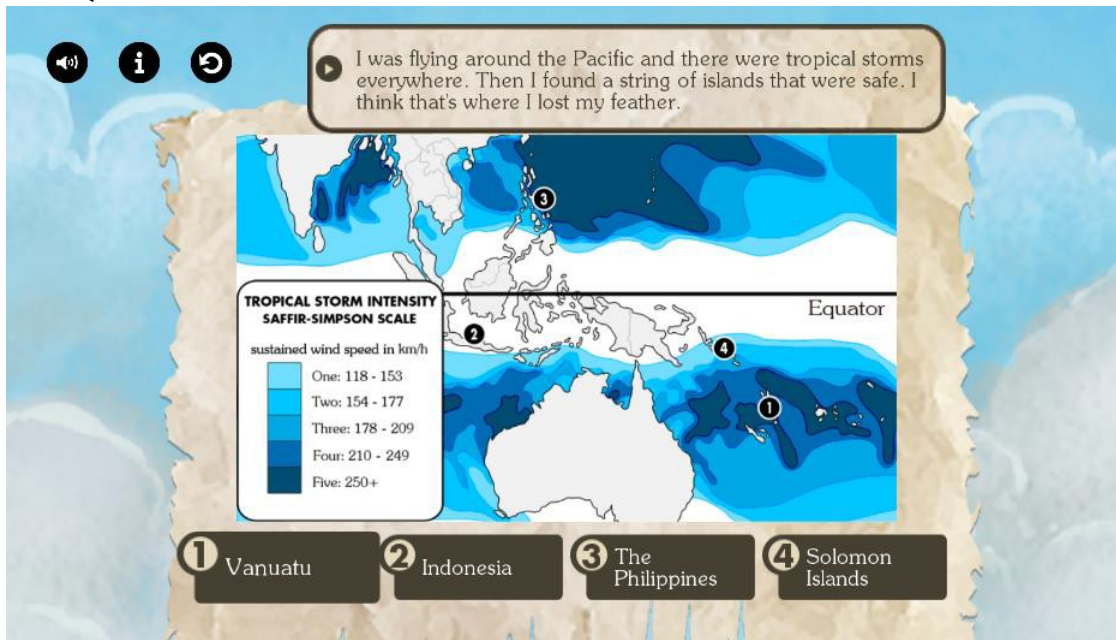 I was flying around the Pacific and there were tropical storms
everywhere. Then I found a string of islands that were safe. I
think that's where I lost my feather.
3
TROPICAL STORM INTENSITY
SAFFIR-SIMPSON SCALE
sustained wind speed in km/h
One: 118 - 153
Two: 154 - 177
Three: 178 - 209
Four: 210 - 249
Five: 250+
Equator
2
4
1
1 Vanuatu
2 Indonesia
3 The
Philippines
4 Solomon
Islands